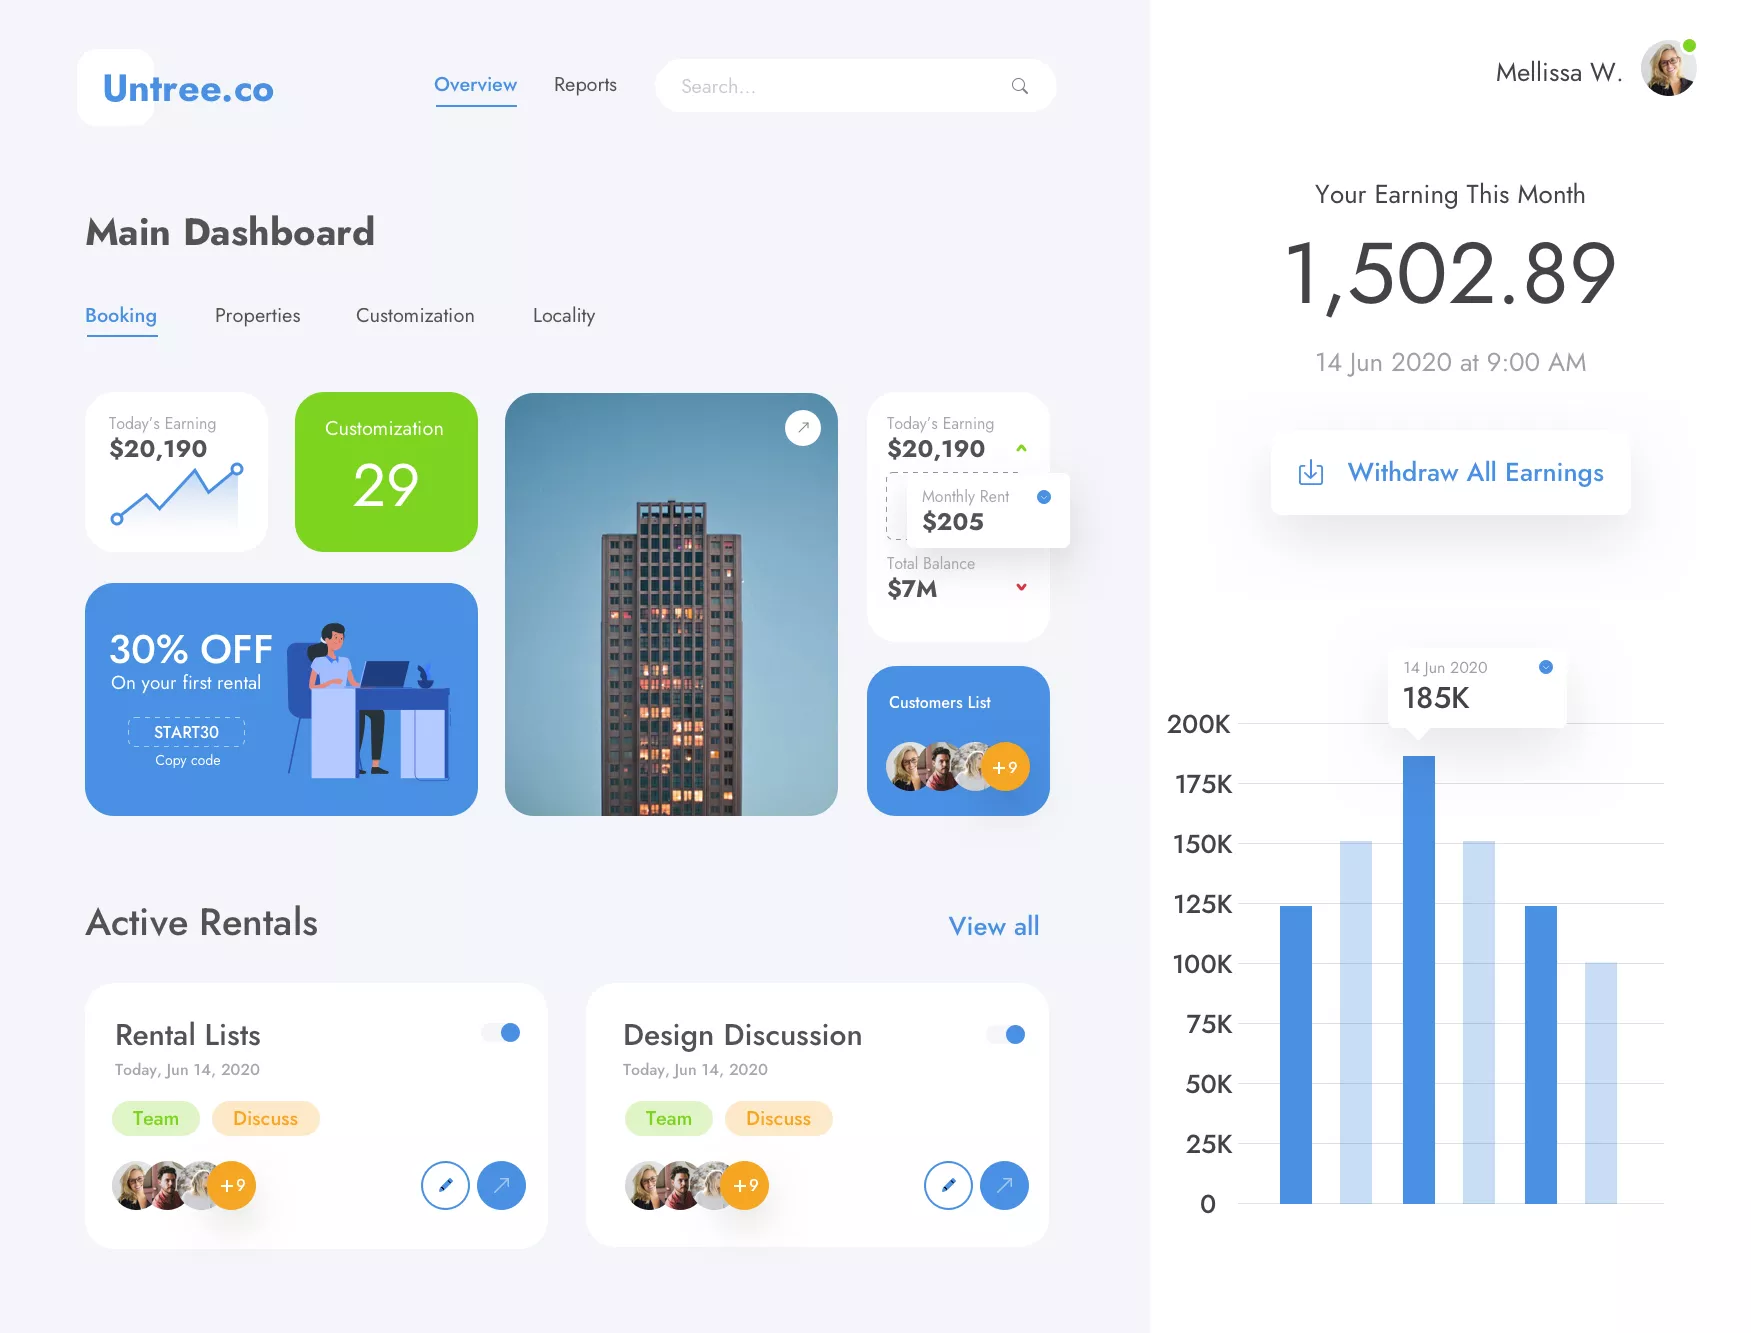 Untree.co
Overview
Reports
Search...
Mellissa W.
Main Dashboard
Booking
Properties
Customization
Locality
Today's Earning
$20,190
Customization
29
30% OFF
On your first rental
START30
Copy code
Today's Earning
$20,190
Monthly Rent
$205
Total Balance
$7M
Customers List
+9
Active Rentals
View all
Rental Lists
Today, Jun 14, 2020
Team
Discuss
+9
Design Discussion
Today, Jun 14, 2020
Team
Discuss
+9
Your Earning This Month
1,502.89
14 Jun 2020 at 9:00 AM
Withdraw All Earnings
14 Jun 2020
185K
200K
175K
150K
125K
100K
75K
50K
25K
0